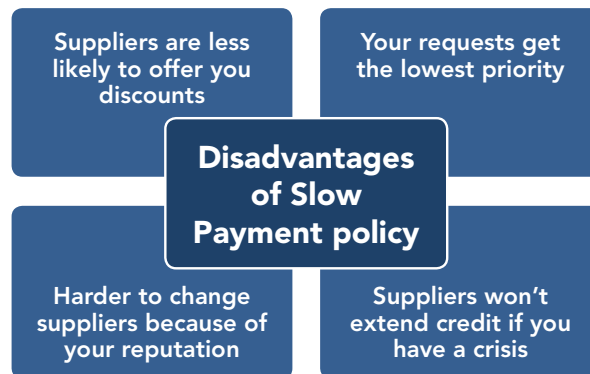 Suppliers are less
likely to offer you
discounts
Your requests get
the lowest priority
Disadvantages
of Slow
Payment policy
Harder to change
suppliers because of
your reputation
Suppliers won’t
extend credit if you
have a crisis